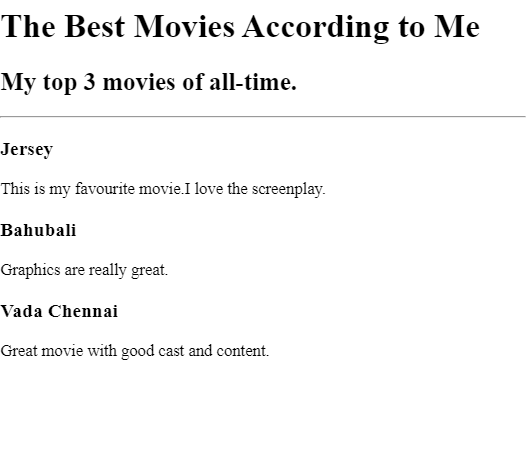 The Best Movies According to Me
My top 3 movies of all-time.
Jersey
This is my favourite movie.I love the screenplay.
Bahubali
Graphics are really great.
Vada Chennai
Great movie with good cast and content.